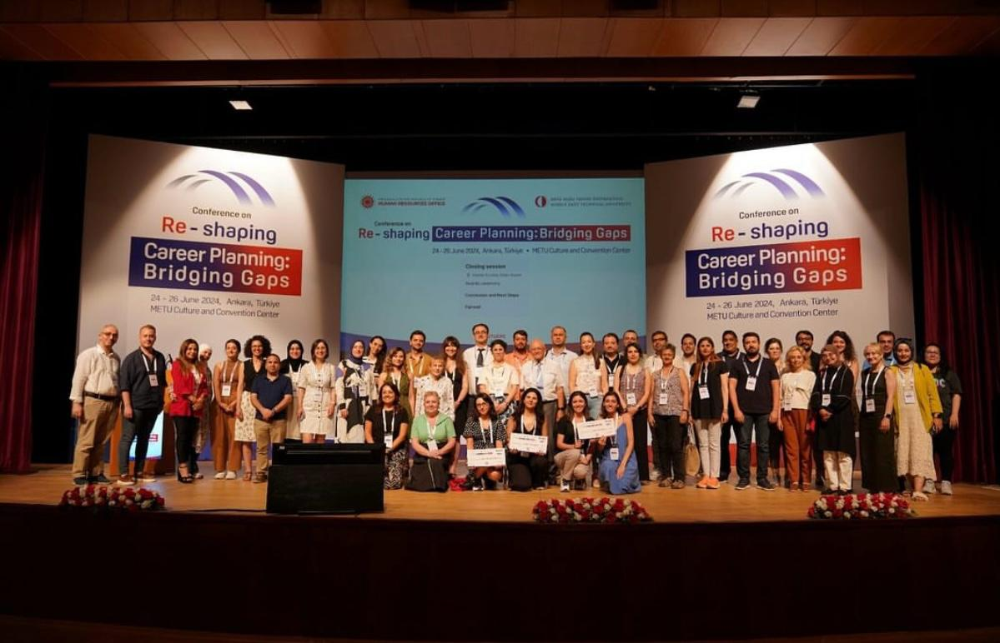 Conference on
Re - shaping
Career Planning:
Bridging Gaps
24 - 26 June 2024, Ankara, Türkiye
METU Culture and Convention Center
HUMAN RESOURCES OFFICE
ORTA DOĞU TEKNİK ÜNİVERSİTESİ
MIDDLE EAST TECHNICAL UNIVERSITY
Conference on
Re - shaping Career Planning: Bridging Gaps
24 - 26 June 2024, Ankara, Türkiye • METU Culture and Convention Center
Closing session
Awards ceremony
Conclusion and Next Steps
Farewell
Conference on
Re - shaping
Career Planning:
Bridging Gaps
24 - 26 June 2024, Ankara, Türkiye
METU Culture and Convention Center